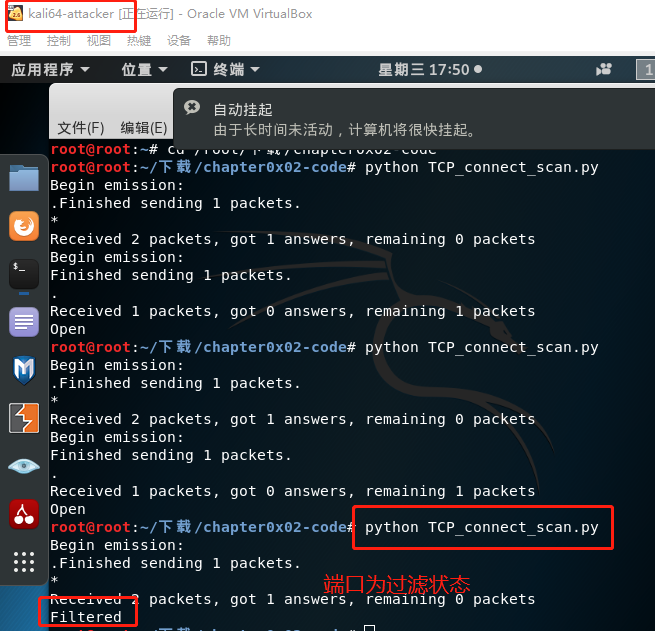 kali64-attacker [正在运行] - Oracle VM VirtualBox
管理 控制 视图 热键 设备 帮助
应用程序 位置 终端 星期三 17:50 1
自动挂起
由于长时间未活动，计算机将很快挂起。
文件(F) 编辑(E)
root@root:~# cd /root/下载/chapter0x02-code
root@root:~/下载/chapter0x02-code# python TCP_connect_scan.py
Begin emission:
.Finished sending 1 packets.
*
Received 2 packets, got 1 answers, remaining 0 packets
Begin emission:
Finished sending 1 packets.
.
Received 1 packets, got 0 answers, remaining 1 packets
Open
root@root:~/下载/chapter0x02-code# python TCP_connect_scan.py
Begin emission:
.Finished sending 1 packets.
*
Received 2 packets, got 1 answers, remaining 0 packets
Begin emission:
Finished sending 1 packets.
.
Received 1 packets, got 0 answers, remaining 1 packets
Open
root@root:~/下载/chapter0x02-code# python TCP_connect_scan.py
Begin emission:
.Finished sending 1 packets.
*
端口为过滤状态
Received 2 packets, got 1 answers, remaining 0 packets
Filtered